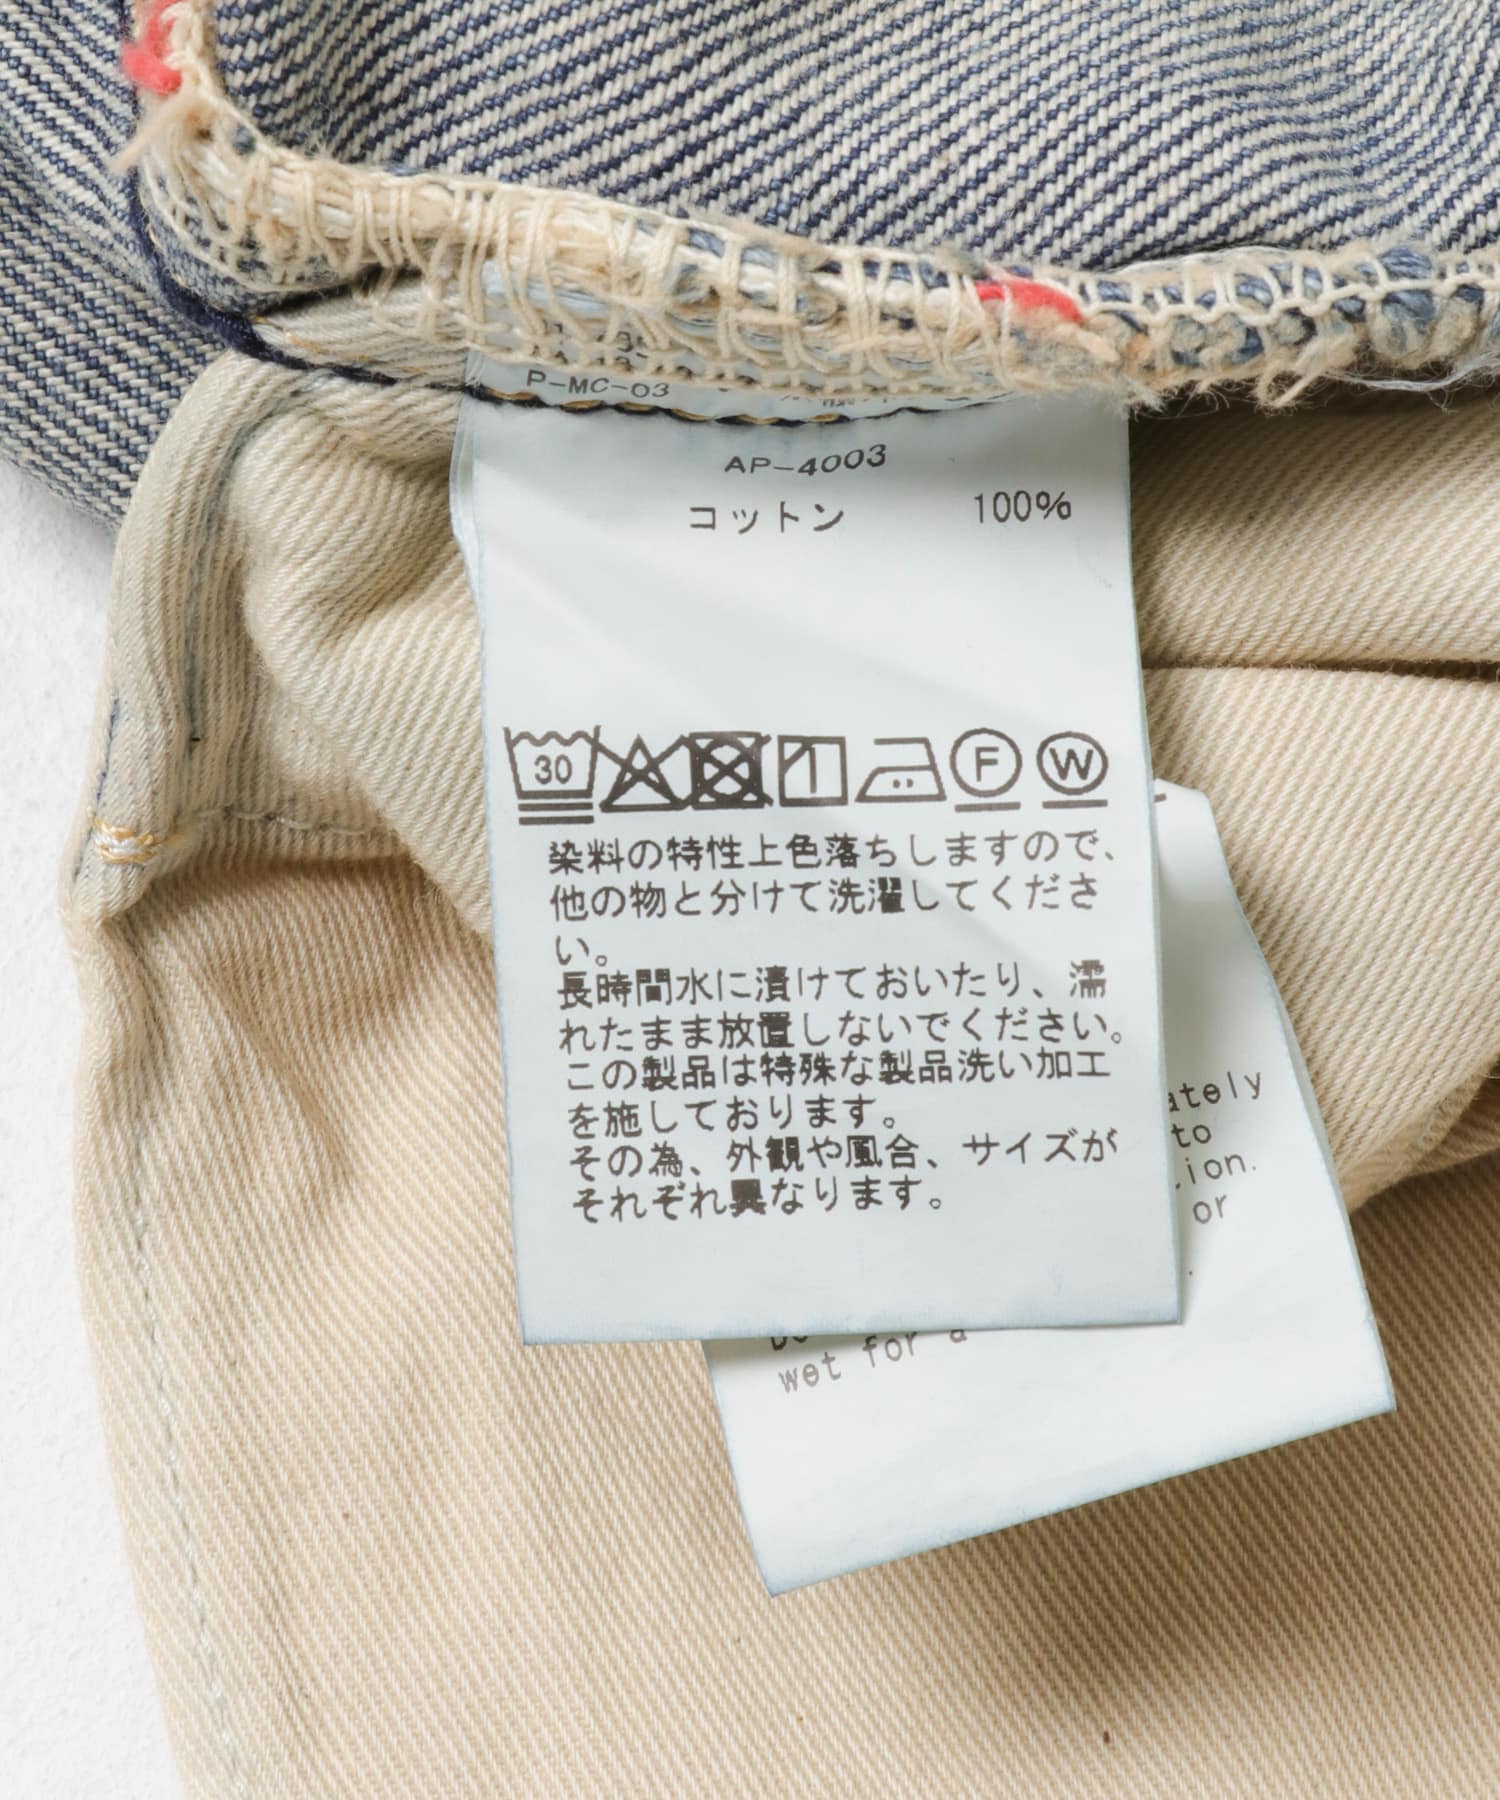 P-MC-03
AP-4003
コットン 100%
30
F
W
染料の特性上色落ちしますので、
他の物と分けて洗濯してくださ
い。
長時間水に漬けておいたり、濡
れたまま放置しないでください。
この製品は特殊な製品洗い加工
を施しております。
その為、外観や風合、サイズが
それぞれ異なります。
to
or
wet for a